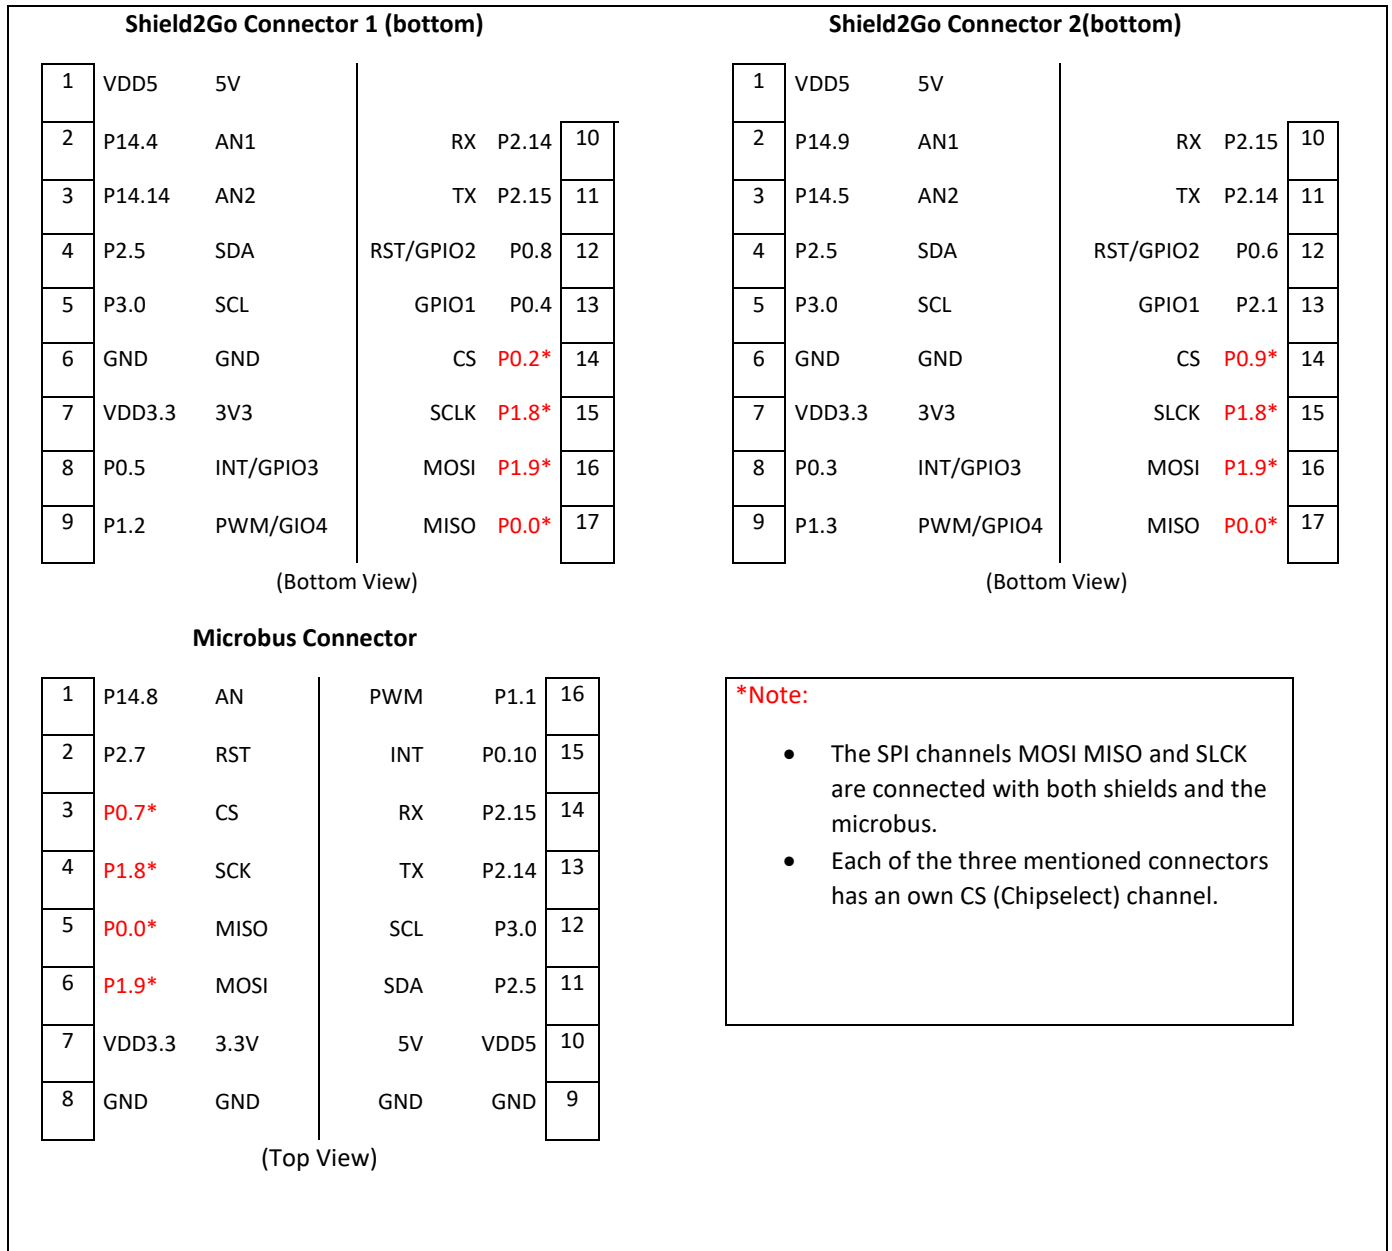 Shield2Go Connector 1 (bottom)
1 VDD5 5V
2 P14.4 AN1 RX P2.14 10
3 P14.14 AN2 TX P2.15 11
4 P2.5 SDA RST/GPIO2 P0.8 12
5 P3.0 SCL GPIO1 P0.4 13
6 GND GND CS P0.2* 14
7 VDD3.3 3V3 SCLK P1.8* 15
8 P0.5 INT/GPIO3 MOSI P1.9* 16
9 P1.2 PWM/GIO4 MISO P0.0* 17
(Bottom View)
Shield2Go Connector 2(bottom)
1 VDD5 5V
2 P14.9 AN1 RX P2.15 10
3 P14.5 AN2 TX P2.14 11
4 P2.5 SDA RST/GPIO2 P0.6 12
5 P3.0 SCL GPIO1 P2.1 13
6 GND GND CS P0.9* 14
7 VDD3.3 3V3 SLCK P1.8* 15
8 P0.3 INT/GPIO3 MOSI P1.9* 16
9 P1.3 PWM/GPIO4 MISO P0.0* 17
(Bottom View)
Microbus Connector
1 P14.8 AN PWM P1.1 16
2 P2.7 RST INT P0.10 15
3 P0.7* CS RX P2.15 14
4 P1.8* SCK TX P2.14 13
5 P0.0* MISO SCL P3.0 12
6 P1.9* MOSI SDA P2.5 11
7 VDD3.3 3.3V 5V VDD5 10
8 GND GND GND GND 9
(Top View)
*Note:
• The SPI channels MOSI MISO and SLCK
are connected with both shields and the
microbus.
• Each of the three mentioned connectors
has an own CS (Chipselect) channel.